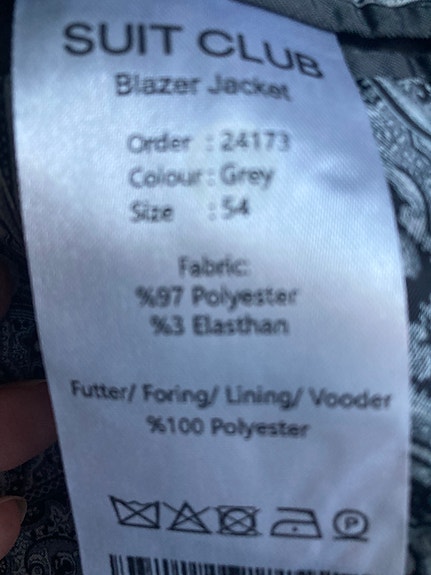 SUIT CLUB
Blazer Jacket
Order : 24173
Colour : Grey
Size : 54
Fabric:
%97 Polyester
%3 Elasthan
Futter/ Foring/ Lining/ Vooder
%100 Polyester
P